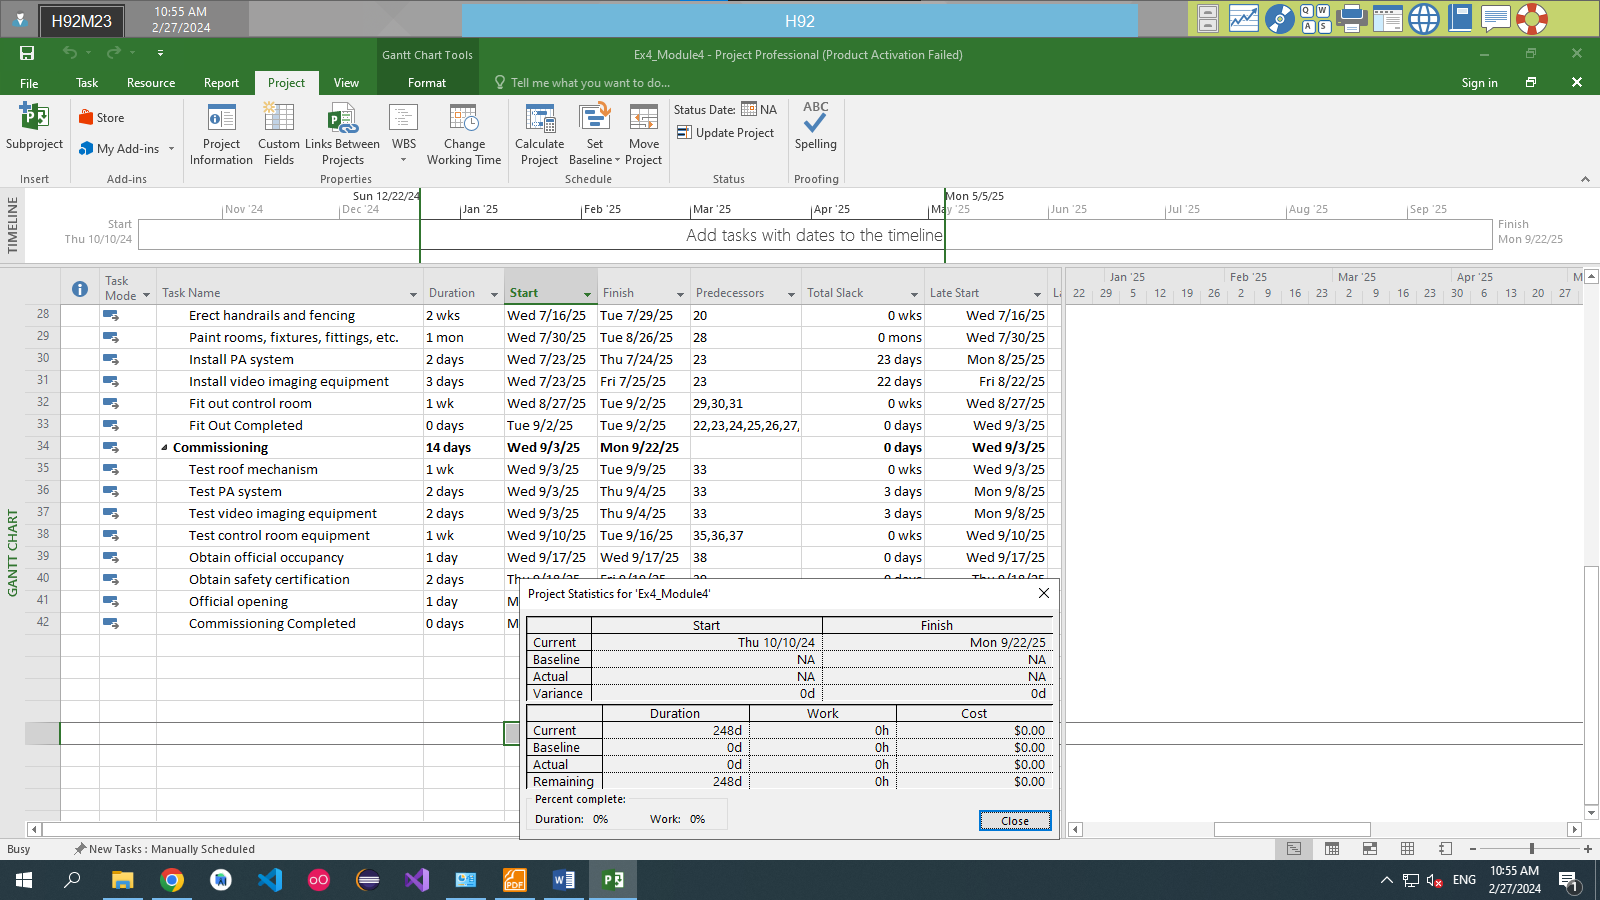 H92M23
10:55 AM
2/27/2024
H92
Q W
A S
Gantt Chart Tools
Ex4_Module4 - Project Professional (Product Activation Failed)
File Task Resource Report Project View Format Tell me what you want to do... Sign in
Subproject
Insert
Store
My Add-ins
Add-ins
Project Information
Custom Fields
Links Between Projects
WBS
Change Working Time
Properties
Calculate Project
Set Baseline
Move Project
Schedule
Status Date: NA
Update Project
Status
ABC
Spelling
Proofing
TIMELINE
Sun 12/22/24 Mon 5/5/25
Nov '24 Dec '24 Jan '25 Feb '25 Mar '25 Apr '25 May '25 Jun '25 Jul '25 Aug '25 Sep '25
Start
Thu 10/10/24
Add tasks with dates to the timeline
Finish
Mon 9/22/25
GANTT CHART
Task Mode Task Name Duration Start Finish Predecessors Total Slack Late Start
Jan '25 Feb '25 Mar '25 Apr '25
22 29 5 12 19 26 2 9 16 23 2 9 16 23 30 6 13 20 27
28 Erect handrails and fencing 2 wks Wed 7/16/25 Tue 7/29/25 20 0 wks Wed 7/16/25
29 Paint rooms, fixtures, fittings, etc. 1 mon Wed 7/30/25 Tue 8/26/25 28 0 mons Wed 7/30/25
30 Install PA system 2 days Wed 7/23/25 Thu 7/24/25 23 23 days Mon 8/25/25
31 Install video imaging equipment 3 days Wed 7/23/25 Fri 7/25/25 23 22 days Fri 8/22/25
32 Fit out control room 1 wk Wed 8/27/25 Tue 9/2/25 29,30,31 0 wks Wed 8/27/25
33 Fit Out Completed 0 days Tue 9/2/25 Tue 9/2/25 22,23,24,25,26,27, 0 days Wed 9/3/25
34 Commissioning 14 days Wed 9/3/25 Mon 9/22/25 0 days Wed 9/3/25
35 Test roof mechanism 1 wk Wed 9/3/25 Tue 9/9/25 33 0 wks Wed 9/3/25
36 Test PA system 2 days Wed 9/3/25 Thu 9/4/25 33 3 days Mon 9/8/25
37 Test video imaging equipment 2 days Wed 9/3/25 Thu 9/4/25 33 3 days Mon 9/8/25
38 Test control room equipment 1 wk Wed 9/10/25 Tue 9/16/25 35,36,37 0 wks Wed 9/10/25
39 Obtain official occupancy 1 day Wed 9/17/25 Wed 9/17/25 38 0 days Wed 9/17/25
40 Obtain safety certification 2 days Thu 9/18/25 Fri 9/19/25 39 0 days Thu 9/18/25
41 Official opening 1 day M
42 Commissioning Completed 0 days M
Project Statistics for 'Ex4_Module4'
Start Finish
Current Thu 10/10/24 Mon 9/22/25
Baseline NA NA
Actual NA NA
Variance 0d 0d
Duration Work Cost
Current 248d 0h $0.00
Baseline 0d 0h $0.00
Actual 0d 0h $0.00
Remaining 248d 0h $0.00
Percent complete:
Duration: 0% Work: 0%
Close
Busy New Tasks : Manually Scheduled
PDF
ENG
10:55 AM
2/27/2024
1